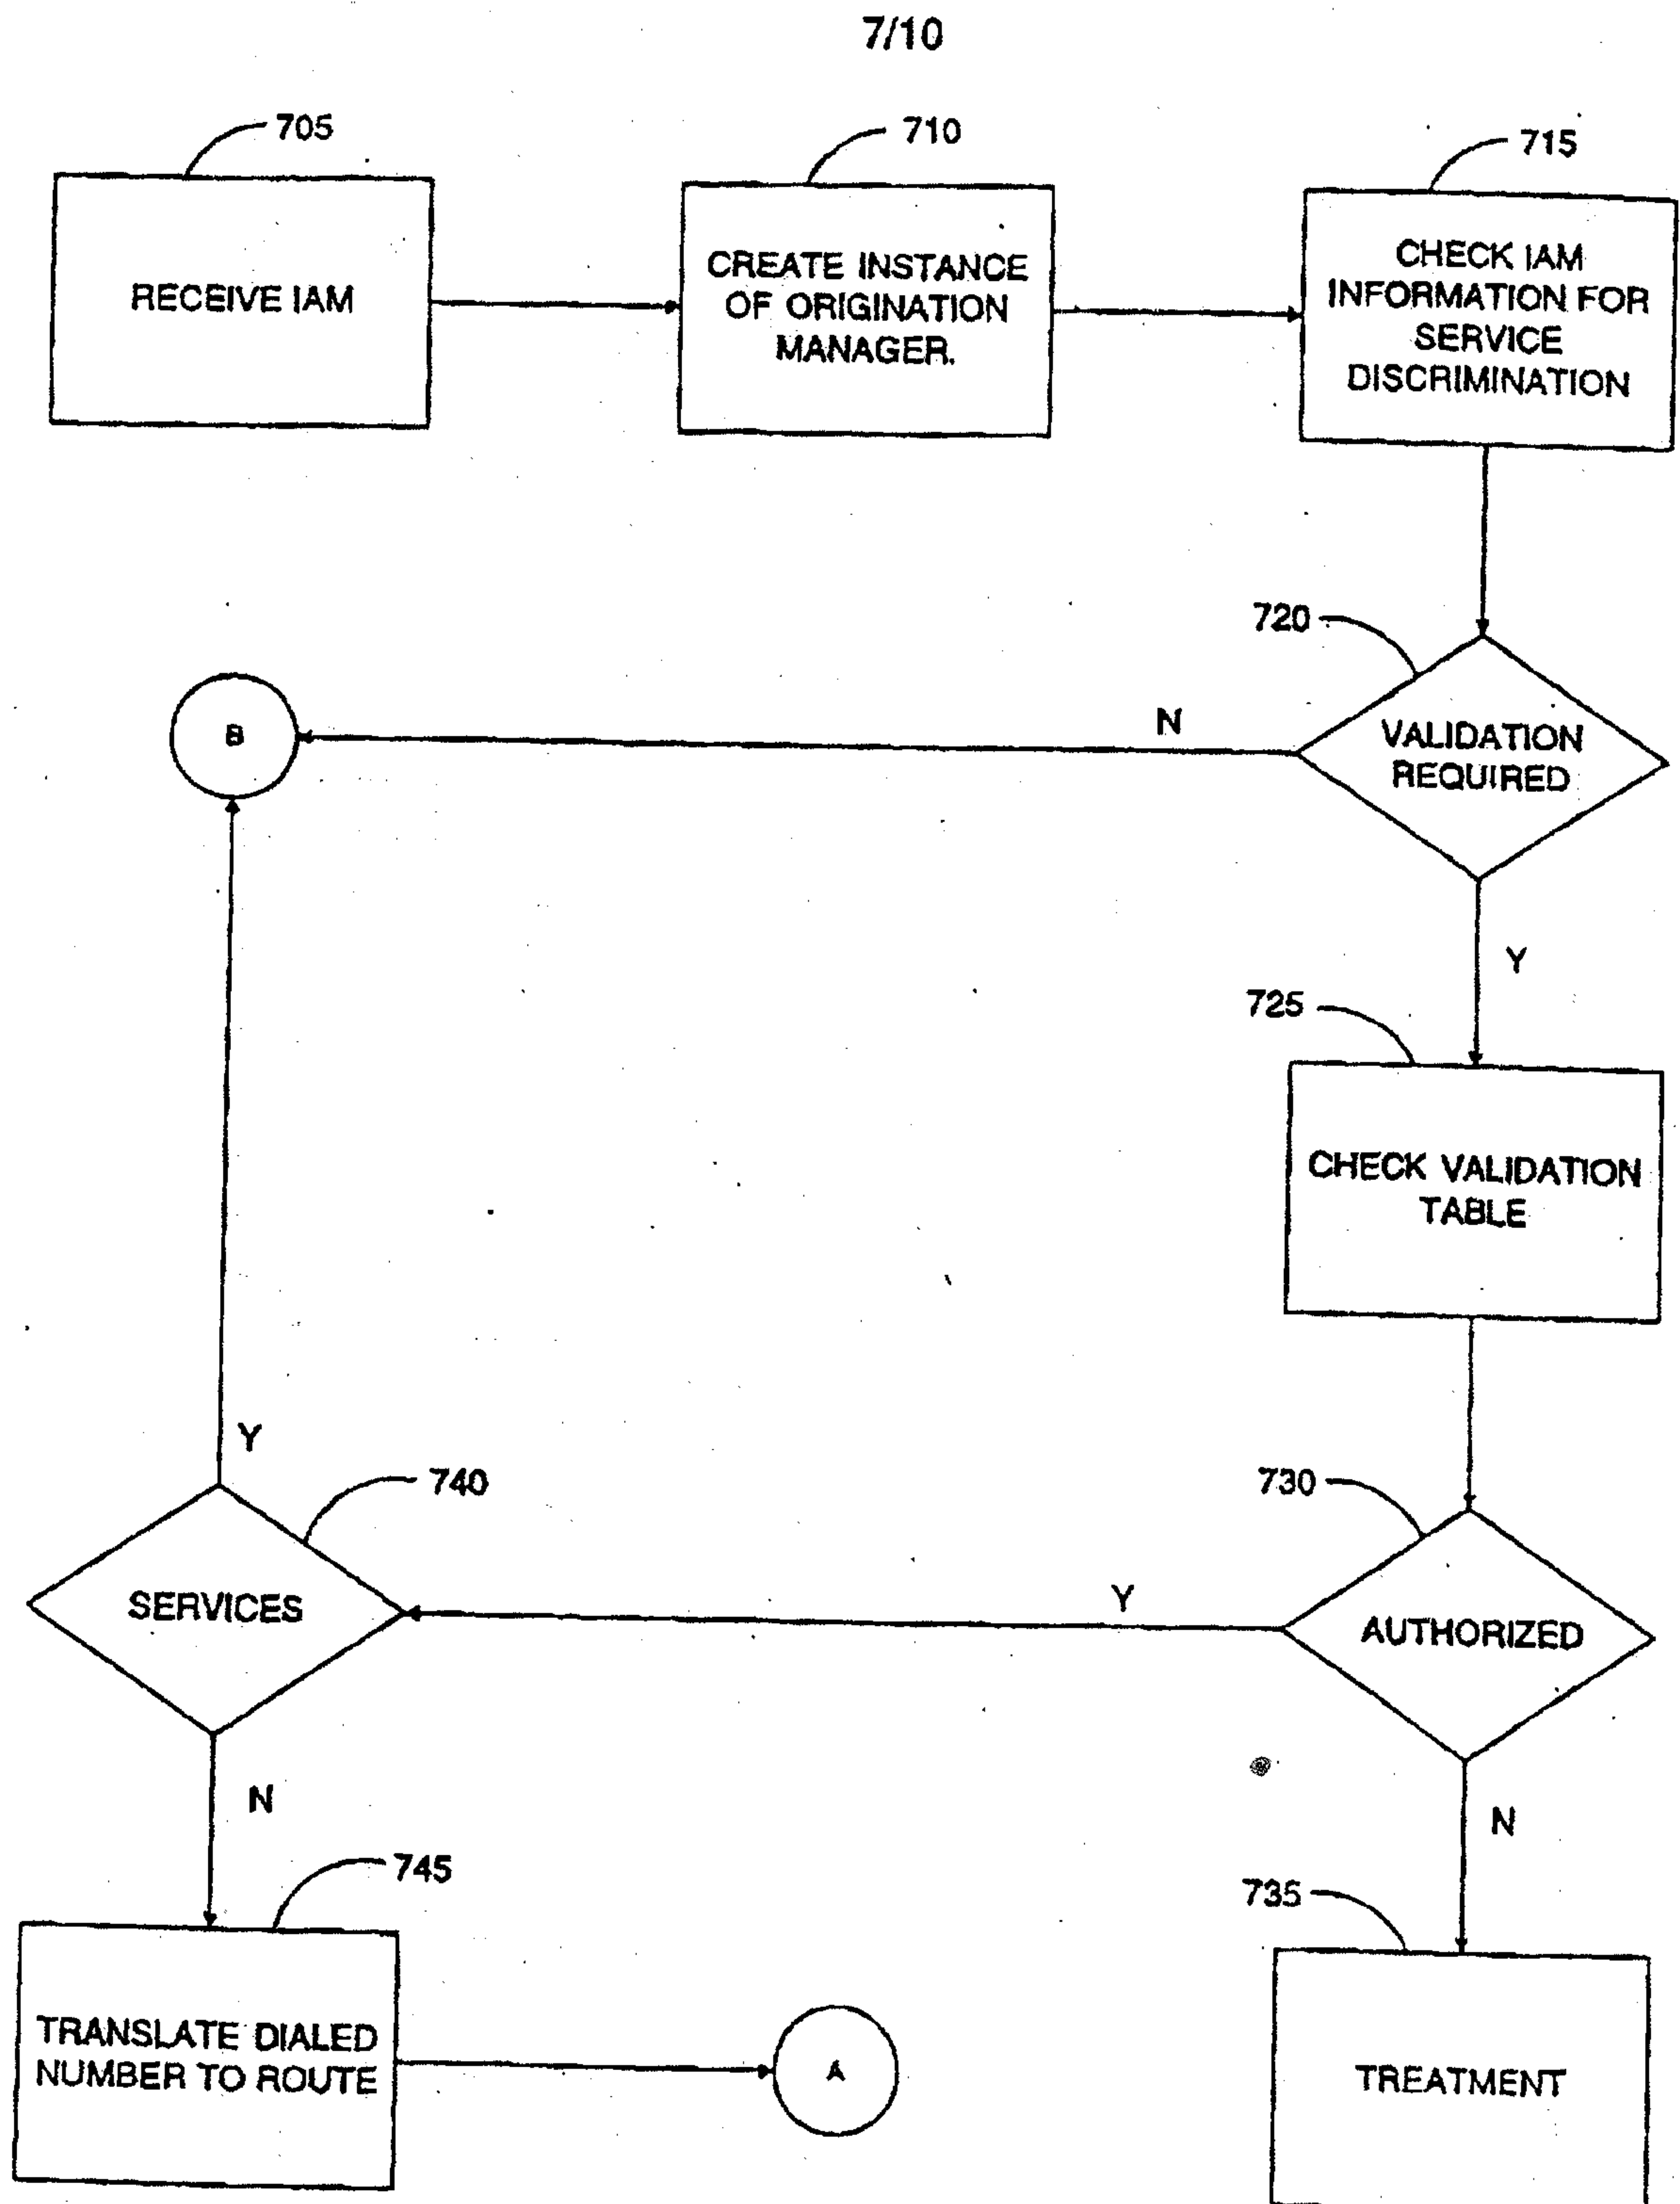 7/10
705
710
715
RECEIVE IAM
CREATE INSTANCE
OF ORIGINATION
MANAGER.
CHECK IAM
INFORMATION FOR
SERVICE
DISCRIMINATION
720
B
N
VALIDATION
REQUIRED
Y
725
CHECK VALIDATION
TABLE
Y
740
730
SERVICES
Y
AUTHORIZED
N
N
745
735
TRANSLATE DIALED
NUMBER TO ROUTE
A
TREATMENT